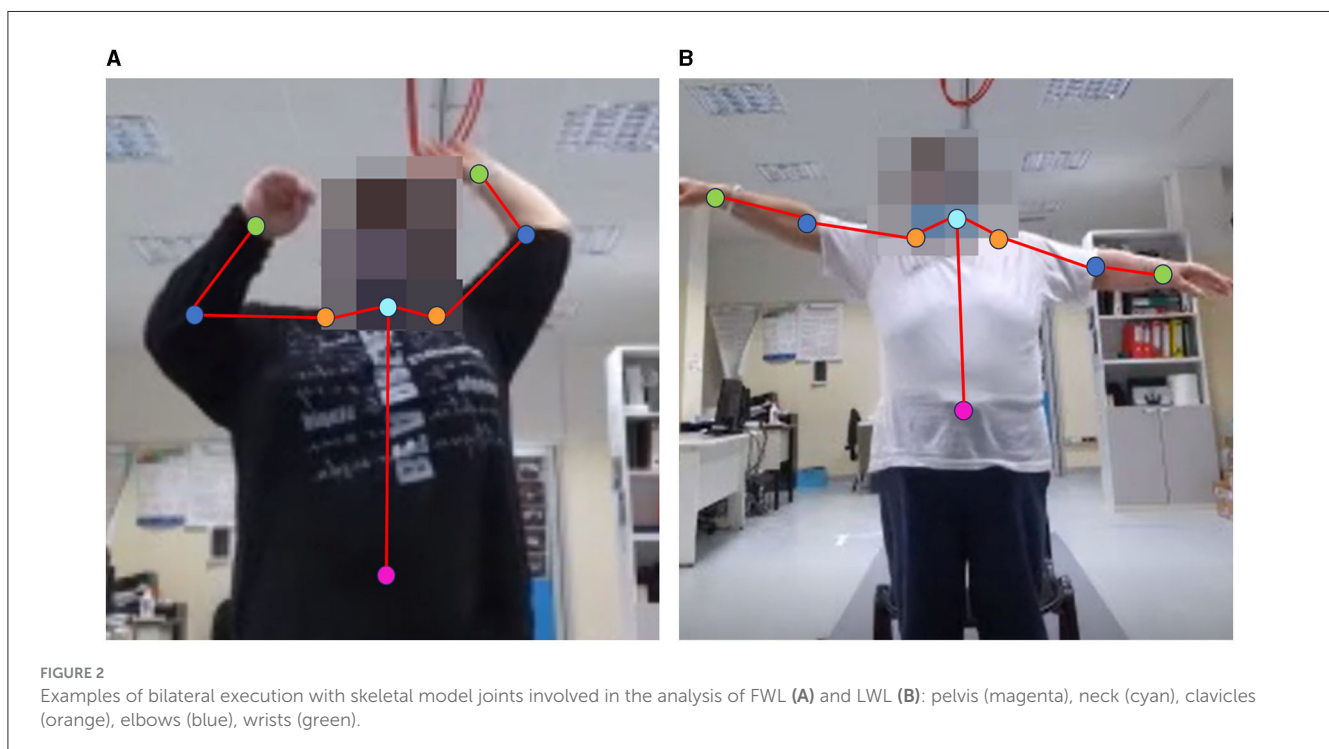 A
B
FIGURE 2
Examples of bilateral execution with skeletal model joints involved in the analysis of FWL (A) and LWL (B): pelvis (magenta), neck (cyan), clavicles
(orange), elbows (blue), wrists (green).